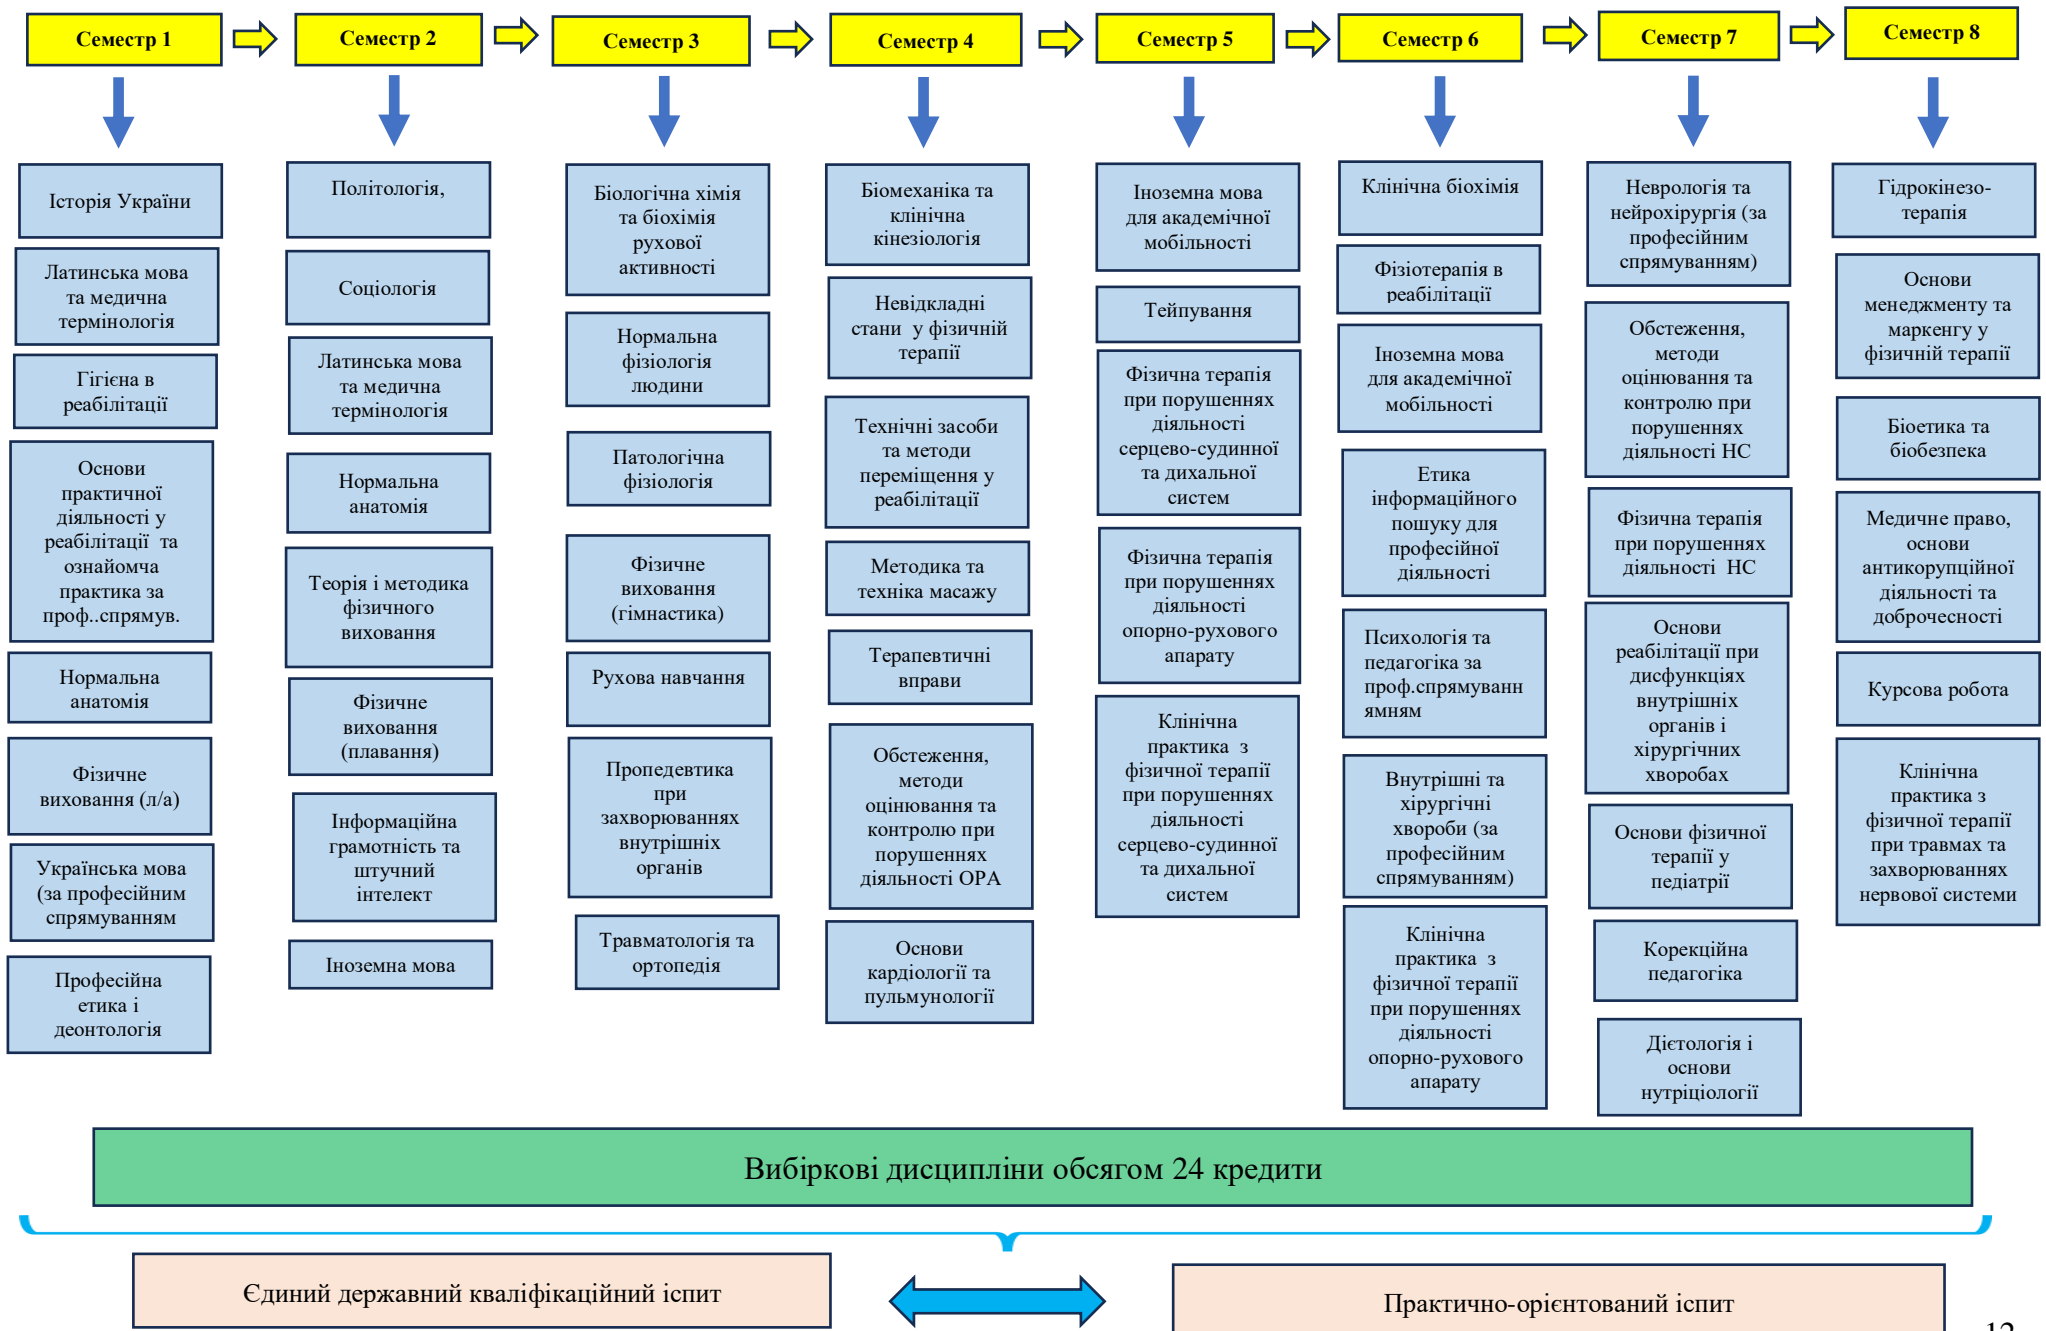 Семестр 1
Семестр 2
Семестр 3
Семестр 4
Семестр 5
Семестр 6
Семестр 7
Семестр 8
Історія України
Латинська мова
та медична
термінологія
Гігієна в
реабілітації
Основи
практичної
діяльності у
реабілітації та
ознайомча
практика за
проф..спрямув.
Нормальна
анатомія
Фізичне
виховання (л/а)
Українська мова
(за професійним
спрямуванням
Професійна
етика і
деонтологія
Політологія,
Соціологія
Латинська мова
та медична
термінологія
Нормальна
анатомія
Теорія і методика
фізичного
виховання
Фізичне
виховання
(плавання)
Інформаційна
грамотність та
штучний
інтелект
Іноземна мова
Біологічна хімія
та біохімія
рухової
активності
Нормальна
фізіологія
людини
Патологічна
фізіологія
Фізичне
виховання
(гімнастика)
Рухова навчання
Пропедевтика
при
захворюваннях
внутрішніх
органів
Травматологія та
ортопедія
Біомеханіка та
клінічна
кінезіологія
Невідкладні
стани у фізичній
терапії
Технічні засоби
та методи
переміщення у
реабілітації
Методика та
техніка масажу
Терапевтичні
вправи
Обстеження,
методи
оцінювання та
контролю при
порушеннях
діяльності ОРА
Основи
кардіології та
пульмунології
Іноземна мова
для академічної
мобільності
Тейпування
Фізична терапія
при порушеннях
діяльності
серцево-судинної
та дихальної
систем
Фізична терапія
при порушеннях
діяльності
опорно-рухового
апарату
Клінічна
практика з
фізичної терапії
при порушеннях
діяльності
серцево-судинної
та дихальної
систем
Клінічна біохімія
Фізіотерапія в
реабілітації
Іноземна мова
для академічної
мобільності
Етика
інформаційного
пошуку для
професійної
діяльності
Психологія та
педагогіка за
проф.спрямуванн
ямням
Внутрішні та
хірургічні
хвороби (за
професійним
спрямуванням)
Клінічна
практика з
фізичної терапії
при порушеннях
діяльності
опорно-рухового
апарату
Неврологія та
нейрохірургія (за
професійним
спрямуванням)
Обстеження,
методи
оцінювання та
контролю при
порушеннях
діяльності НС
Фізична терапія
при порушеннях
діяльності НС
Основи
реабілітації при
дисфункціях
внутрішніх
органів і
хірургічних
хворобах
Основи фізичної
терапії у
педіатрії
Корекційна
педагогіка
Дієтологія і
основи
нутріціології
Гідрокінезо-
терапія
Основи
менеджменту та
маркенгу у
фізичній терапії
Біоетика та
біобезпека
Медичне право,
основи
антикорупційної
діяльності та
доброчесності
Курсова робота
Клінічна
практика з
фізичної терапії
при травмах та
захворюваннях
нервової системи
Вибіркові дисципліни обсягом 24 кредити
Єдиний державний кваліфікаційний іспит
Практично-орієнтований іспит
12